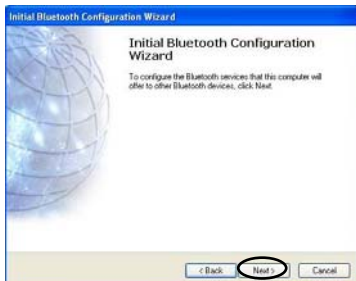 Initial Bluetooth Configuration Wizard
Initial Bluetooth Configuration
Wizard
To configure the Bluetooth services that this computer will
offer to other Bluetooth devices, click Next.
< Back Next > Cancel